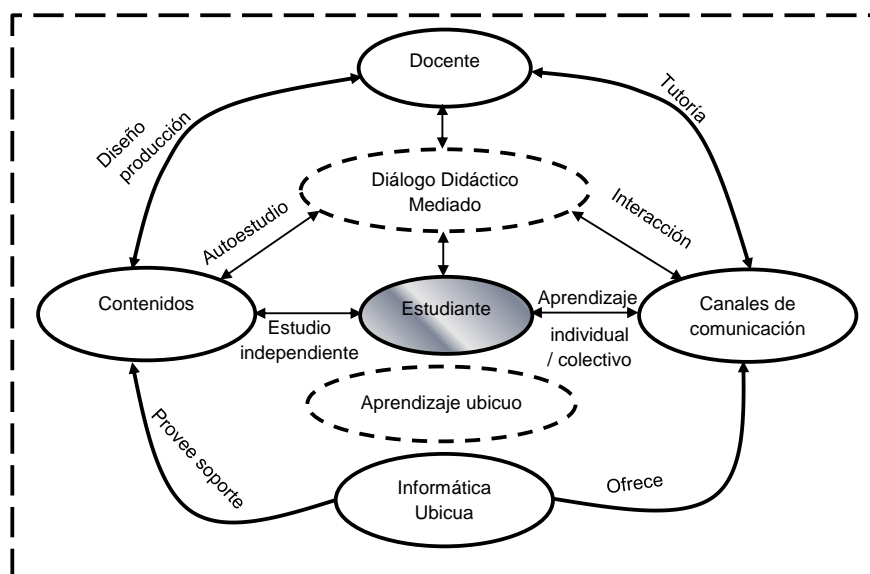 Docente
Diseño
producción
Tutoría
Diálogo Didáctico
Mediado
Autoestudio
Interacción
Contenidos
Estudiante
Aprendizaje
individual
/ colectivo
Canales de
comunicación
Estudio
independiente
Aprendizaje ubicuo
Provee soporte
Informática
Ubicua
Ofrece